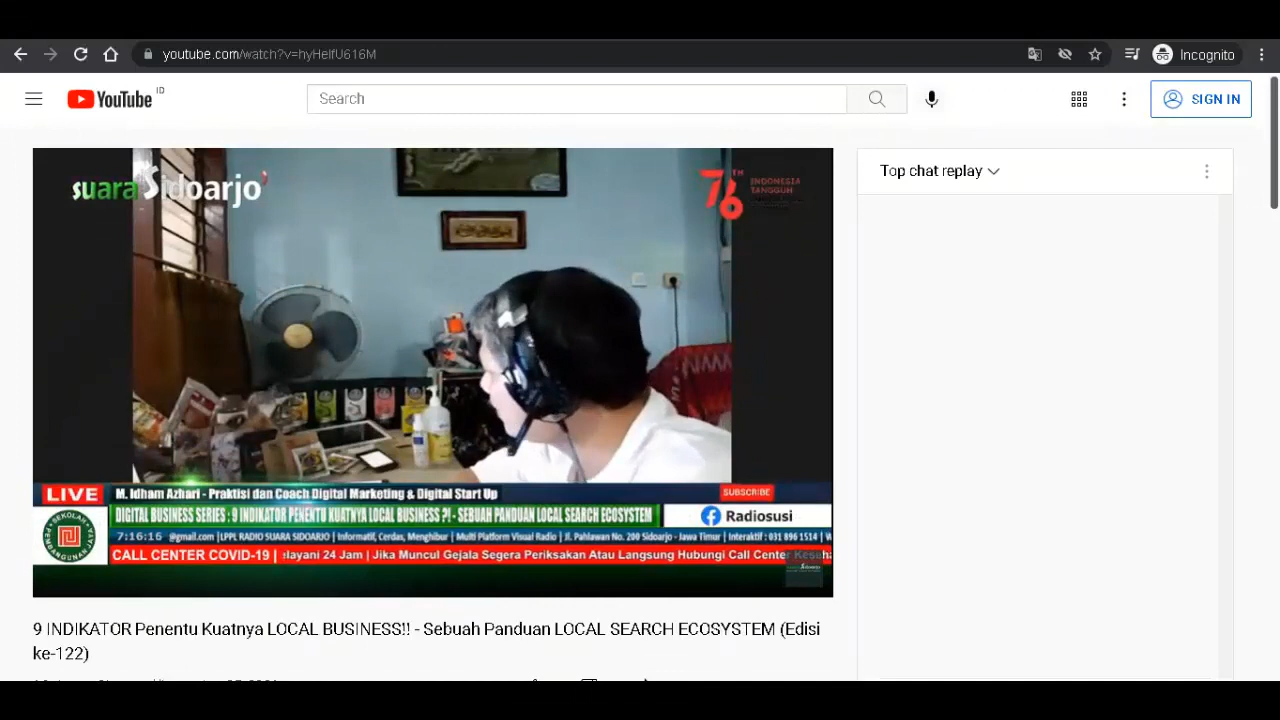 youtube.com/watch?v=hyHeIfU616M
Incognito
YouTube ID
Search
SIGN IN
suara Sidoarjo
76TH INDONESIA
TANGGUH
Top chat replay
LIVE M. Idham Azhari - Praktisi dan Coach Digital Marketing & Digital Start Up SUBSCRIBE
DIGITAL BUSINESS SERIES : 9 INDIKATOR PENENTU KUATNYA LOCAL BUSINESS ?! - SEBUAH PANDUAN LOCAL SEARCH ECOSYSTEM Radiosusi
7:16:16 @gmail.com |LPPL RADIO SUARA SIDOARJO | Informatif, Cerdas, Menghibur | Multi Platform Visual Radio | Jl. Pahlawan No. 200 Sidoarjo - Jawa Timur | Interaktif : 031 896 1514 | W
CALL CENTER COVID-19 | elayani 24 Jam | Jika Muncul Gejala Segera Periksakan Atau Langsung Hubungi Call Center
9 INDIKATOR Penentu Kuatnya LOCAL BUSINESS!! - Sebuah Panduan LOCAL SEARCH ECOSYSTEM (Edisi
ke-122)